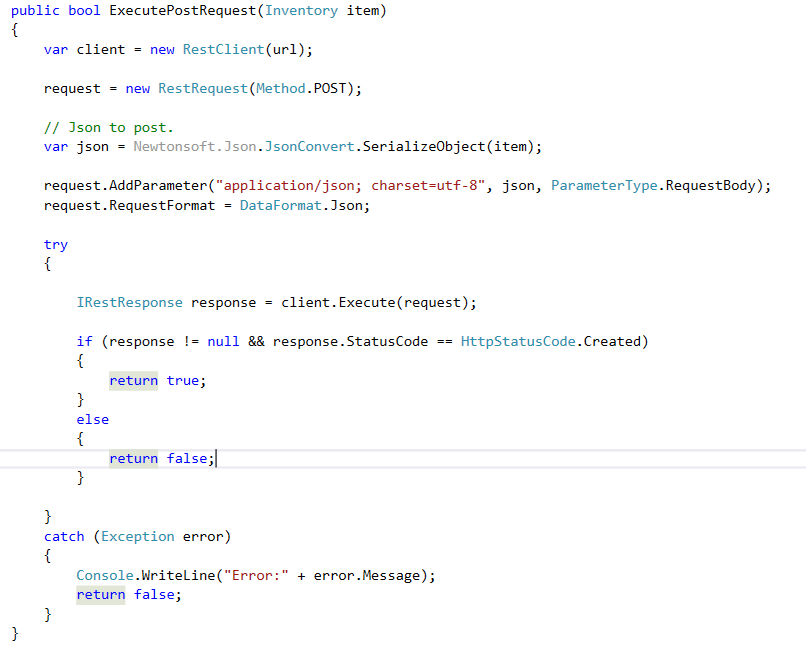 public bool ExecutePostRequest(Inventory item)
{
var client = new RestClient(url);
request = new RestRequest(Method.POST);
// Json to post.
var json = Newtonsoft.Json.JsonConvert.SerializeObject(item);
request.AddParameter("application/json; charset=utf-8", json, ParameterType.RequestBody);
request.RequestFormat = DataFormat.Json;
try
{
IRestResponse response = client.Execute(request);
if (response != null && response.StatusCode == HttpStatusCode.Created)
{
return true;
}
else
{
return false;
}
}
catch (Exception error)
{
Console.WriteLine("Error:" + error.Message);
return false;
}
}